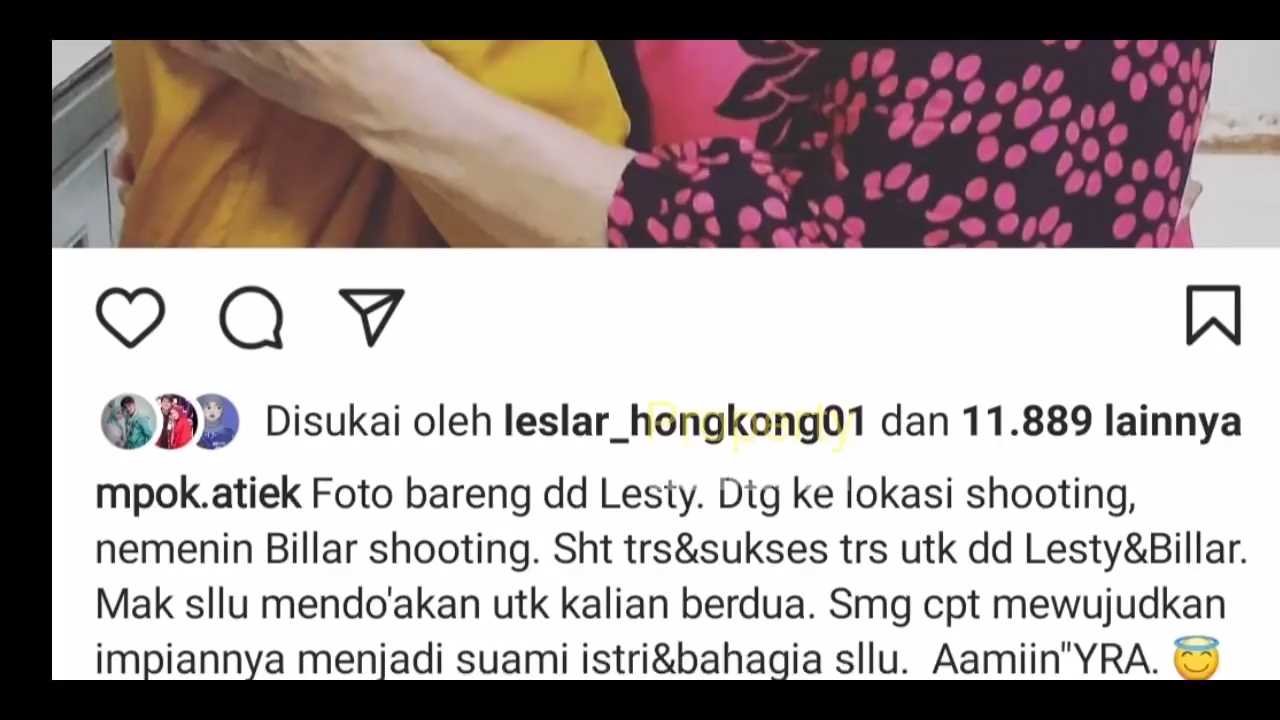 Disukai oleh leslar_hongkong01 dan 11.889 lainnya
Property
mpok.atiek Foto bareng dd Lesty. Dtg ke lokasi shooting,
nemenin Billar shooting. Sht trs&sukses trs utk dd Lesty&Billar.
Mak sllu mendo'akan utk kalian berdua. Smg cpt mewujudkan
impiannya menjadi suami istri&bahagia sllu. Aamiin"YRA. 😇